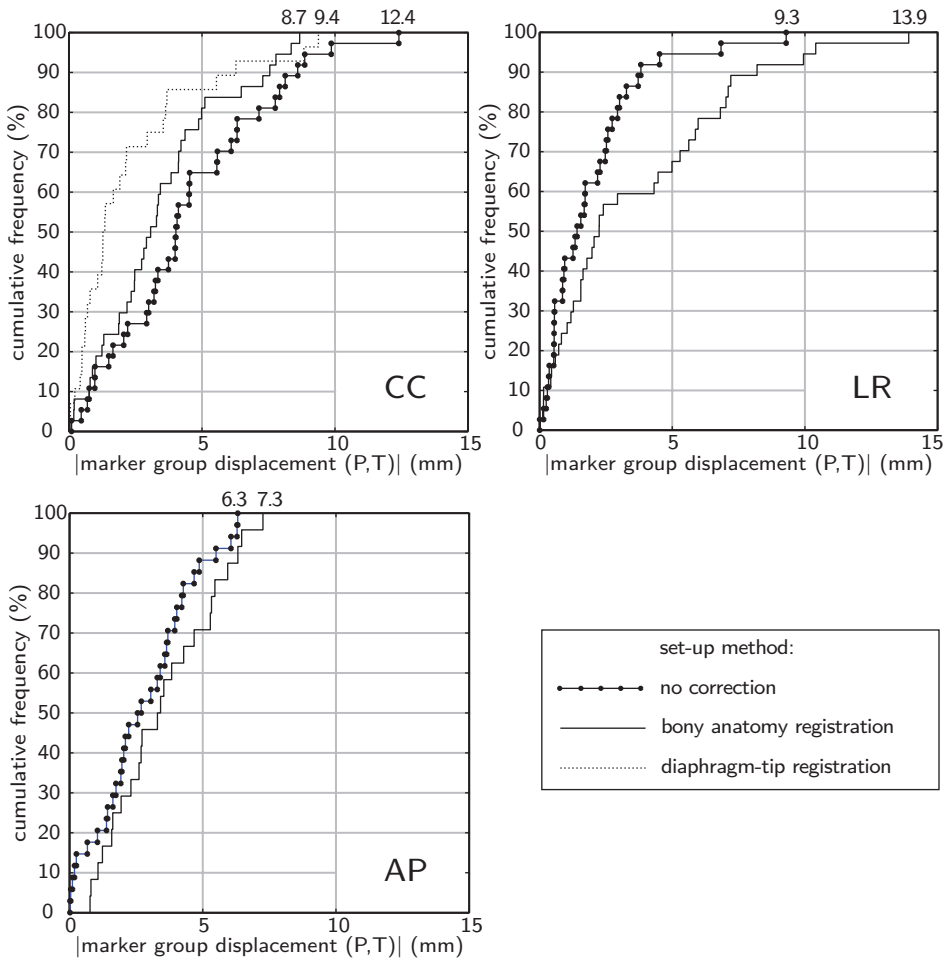 8.7 9.4 12.4
100
90
80
70
60
50
40
30
20
10
0
cumulative frequency (%)
CC
0 5 10 15
|marker group displacement (P,T)| (mm)
9.3 13.9
100
90
80
70
60
50
40
30
20
10
0
cumulative frequency (%)
LR
0 5 10 15
|marker group displacement (P,T)| (mm)
6.3 7.3
100
90
80
70
60
50
40
30
20
10
0
cumulative frequency (%)
AP
0 5 10 15
|marker group displacement (P,T)| (mm)
set-up method:
no correction
bony anatomy registration
diaphragm-tip registration